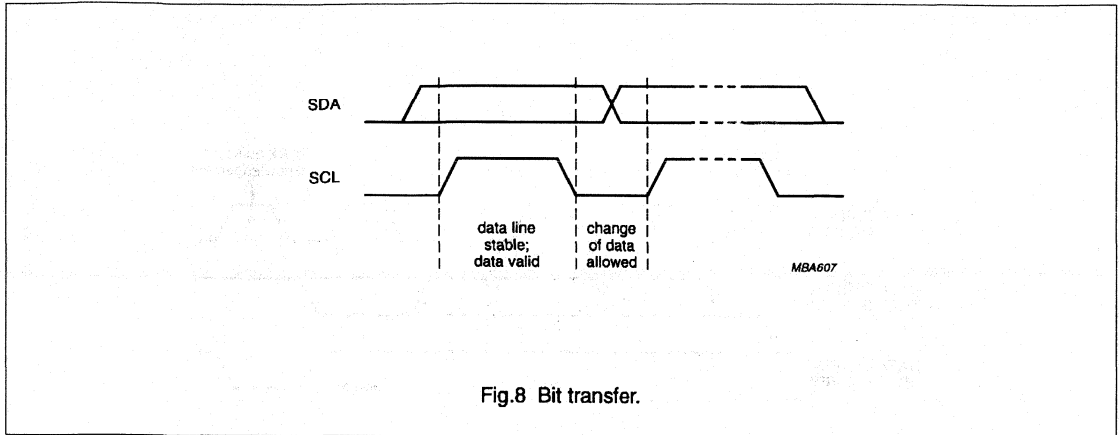 SDA
SCL
data line
stable;
data valid
change
of data
allowed
MBA607
Fig.8 Bit transfer.